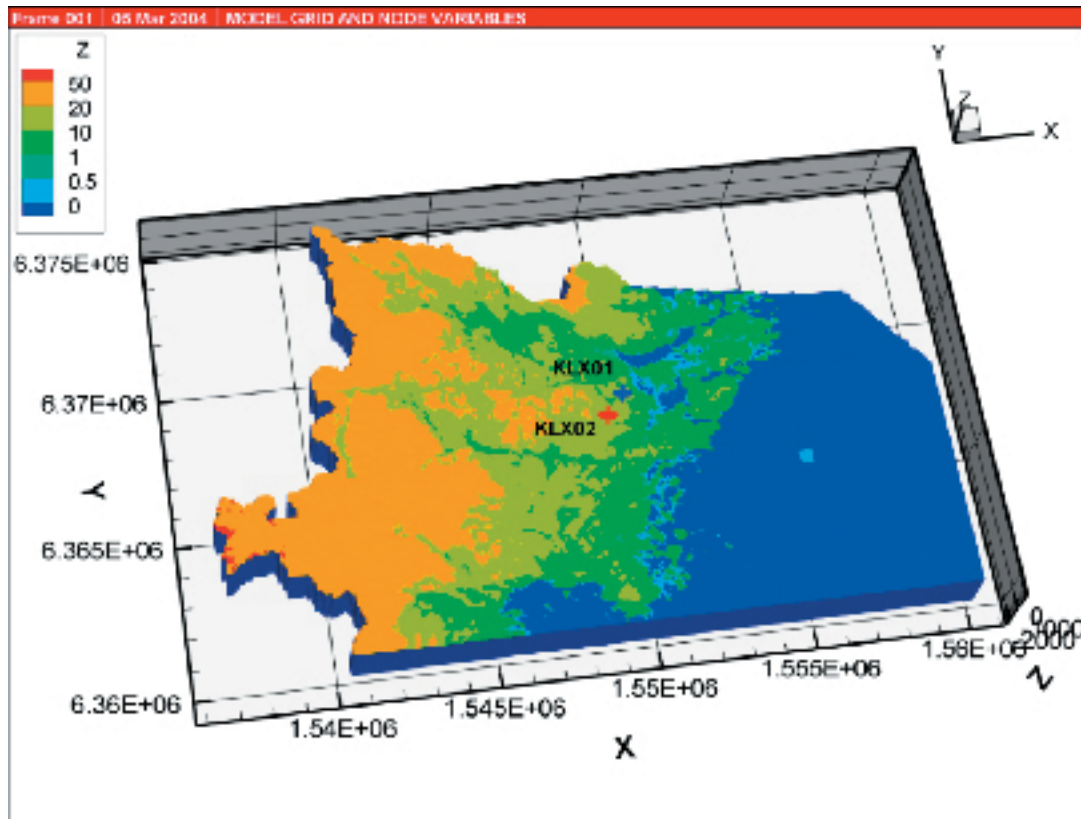 Frame 001 | 06 Mar 2004 | MODEL GRID AND NODE VARIABLES
Z
50
20
10
1
0.5
0
Y
Z
X
6.375E+06
KLX01
6.37E+06
KLX02
Y
6.365E+06
6.36E+06
1.54E+06
1.545E+06
1.55E+06
1.555E+06
1.56E+06
0
2000
Z
X